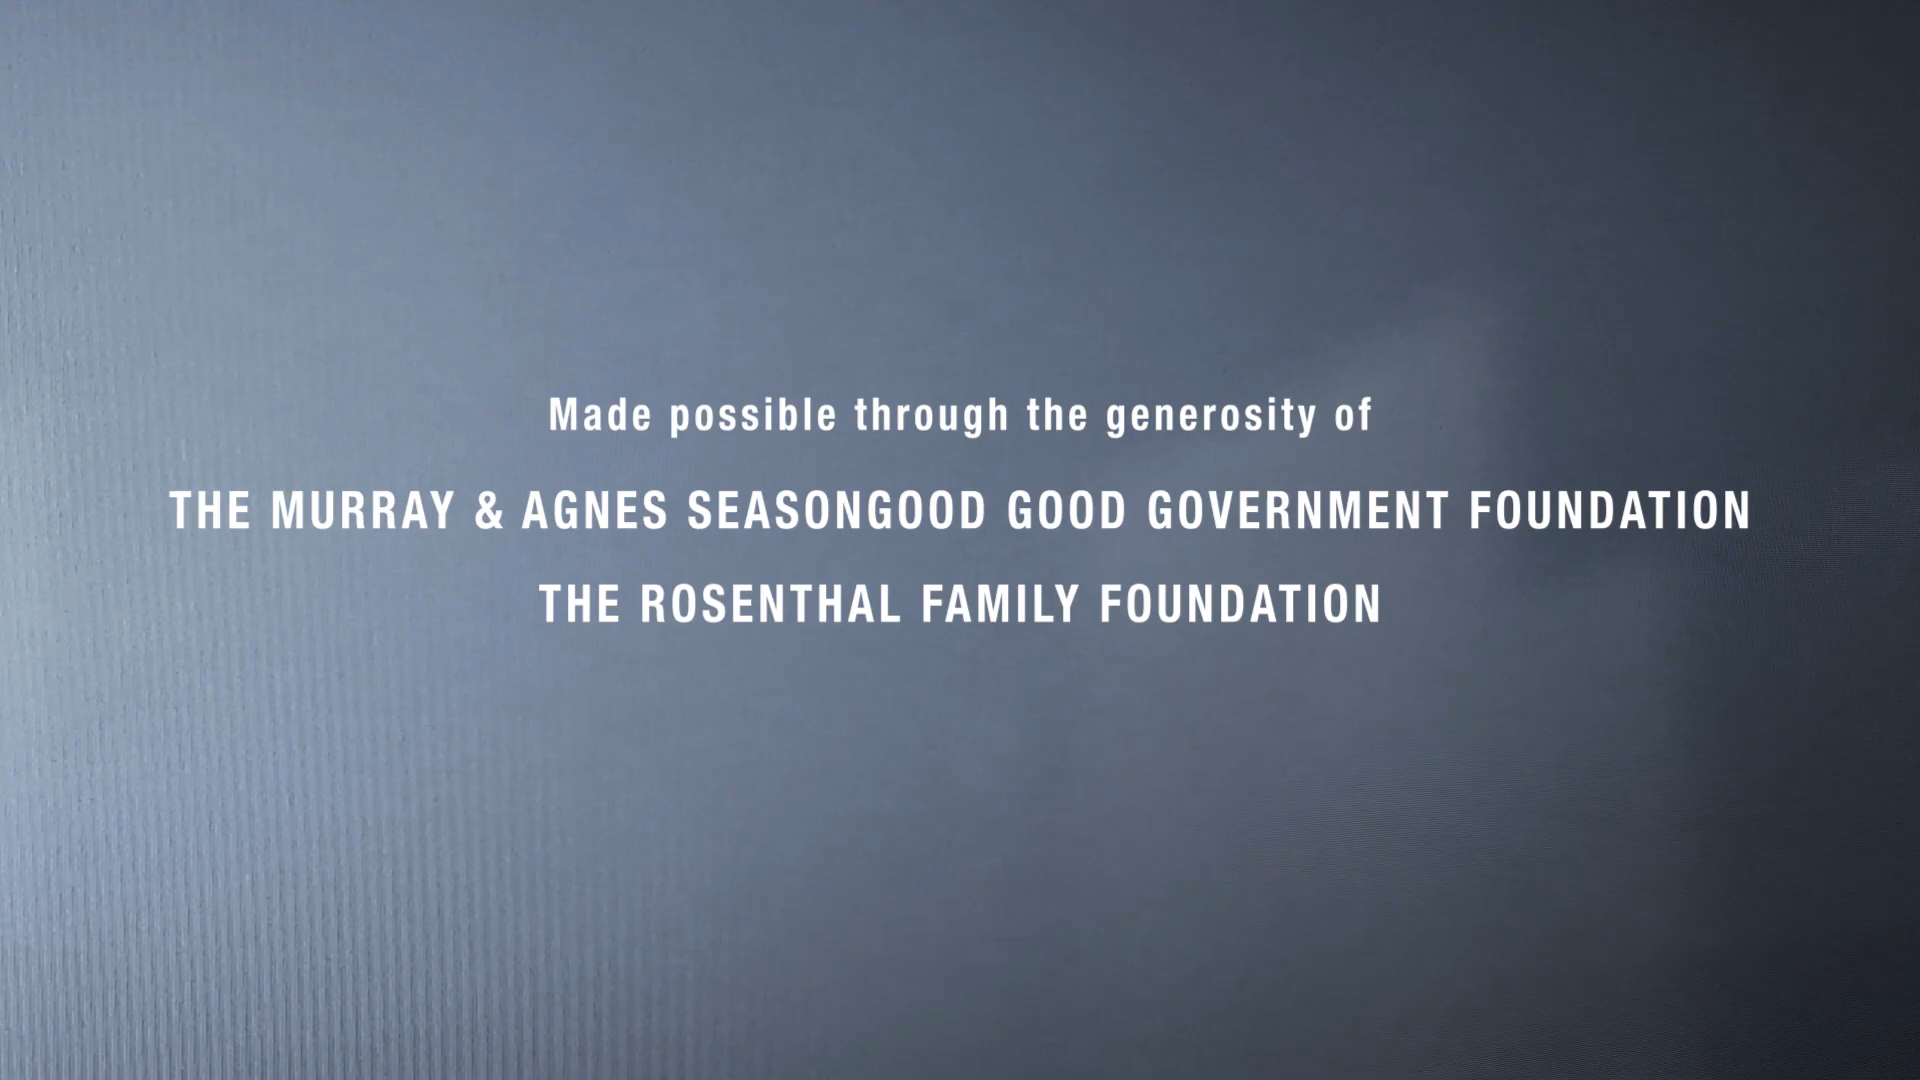 Made possible through the generosity of
THE MURRAY & AGNES SEASONGOOD GOOD GOVERNMENT FOUNDATION
THE ROSENTHAL FAMILY FOUNDATION